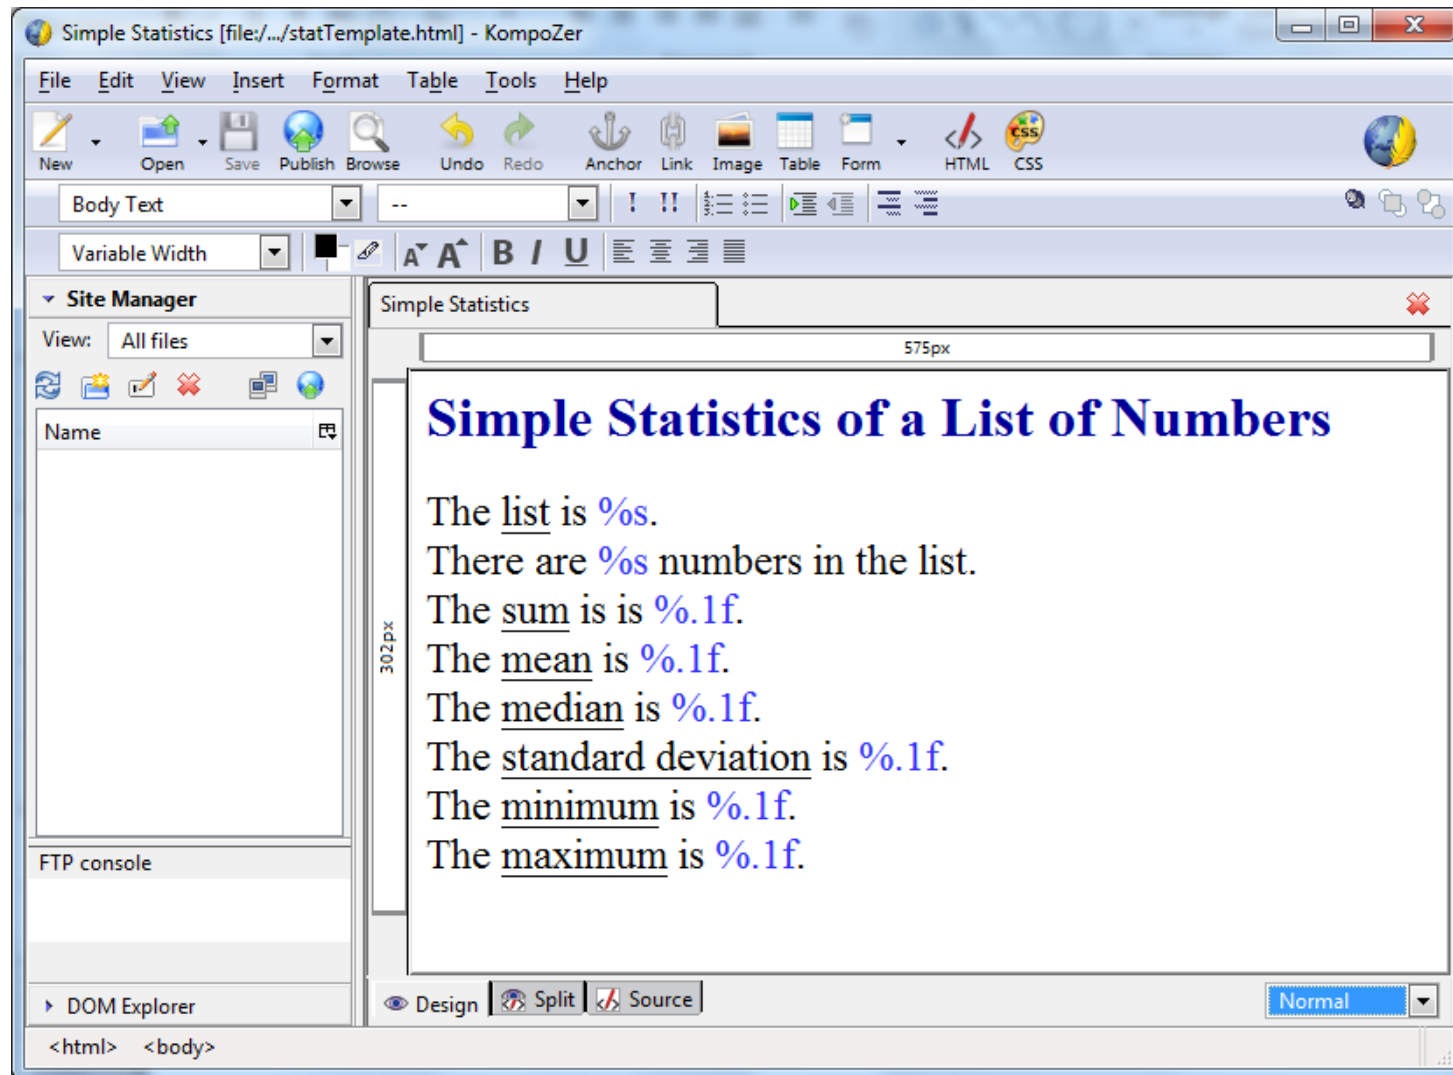 Simple Statistics [file:/.../statTemplate.html] - KompoZer
File Edit View Insert Format Table Tools Help
New Open Save Publish Browse Undo Redo Anchor Link Image Table Form HTML CSS
Body Text --
Variable Width A A B I U
Site Manager
View: All files
Name
FTP console
DOM Explorer
Simple Statistics
575px
302px
Simple Statistics of a List of Numbers
The list is %s.
There are %s numbers in the list.
The sum is is %.1f.
The mean is %.1f.
The median is %.1f.
The standard deviation is %.1f.
The minimum is %.1f.
The maximum is %.1f.
Design Split Source Normal
<html> <body>